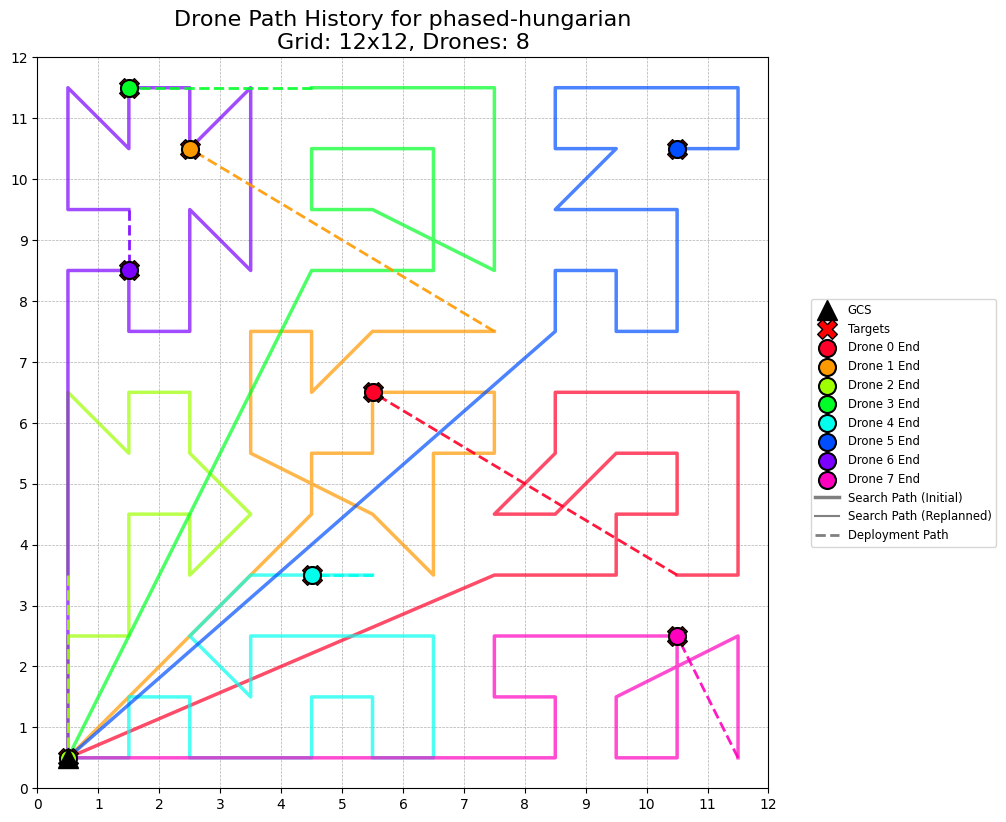 Drone Path History for phased-hungarian
Grid: 12x12, Drones: 8
12
11
10
9
8
7
6
5
4
3
2
1
0
0 1 2 3 4 5 6 7 8 9 10 11 12
GCS
Targets
Drone 0 End
Drone 1 End
Drone 2 End
Drone 3 End
Drone 4 End
Drone 5 End
Drone 6 End
Drone 7 End
Search Path (Initial)
Search Path (Replanned)
Deployment Path